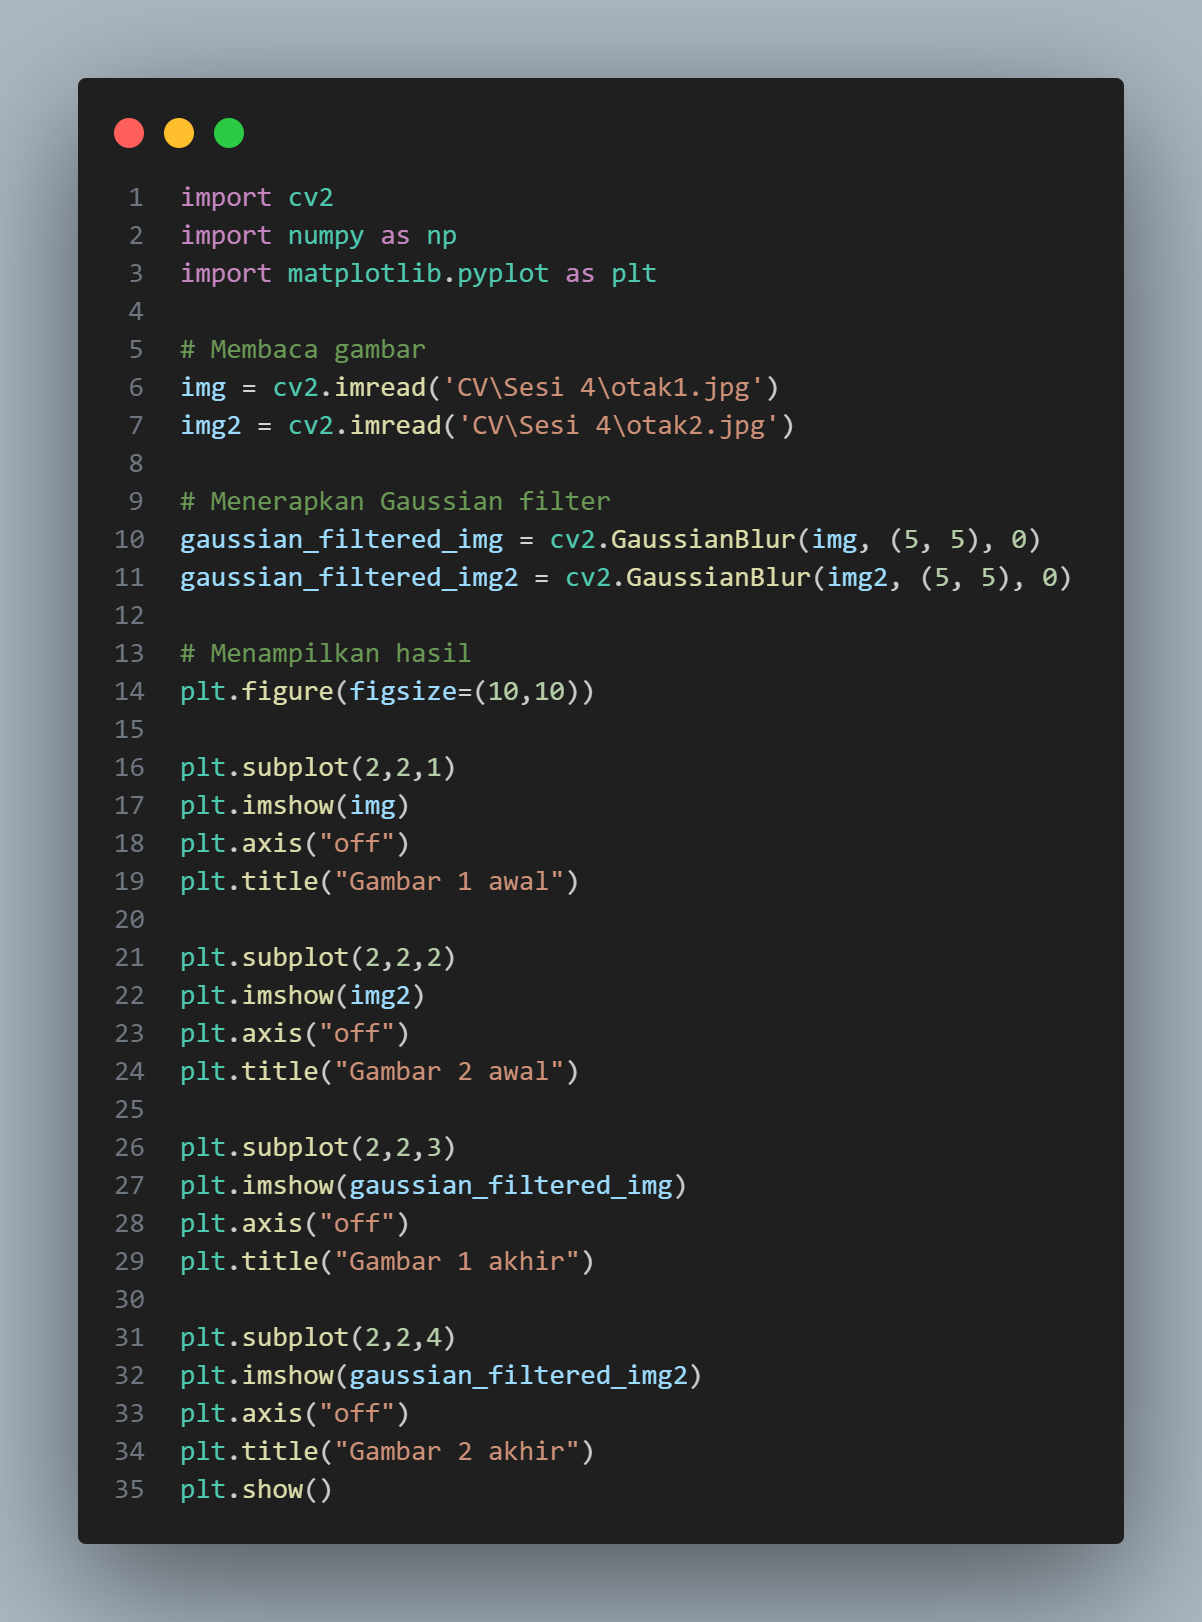 1 import cv2
2 import numpy as np
3 import matplotlib.pyplot as plt
4
5 # Membaca gambar
6 img = cv2.imread('CV\Sesi 4\otak1.jpg')
7 img2 = cv2.imread('CV\Sesi 4\otak2.jpg')
8
9 # Menerapkan Gaussian filter
10 gaussian_filtered_img = cv2.GaussianBlur(img, (5, 5), 0)
11 gaussian_filtered_img2 = cv2.GaussianBlur(img2, (5, 5), 0)
12
13 # Menampilkan hasil
14 plt.figure(figsize=(10,10))
15
16 plt.subplot(2,2,1)
17 plt.imshow(img)
18 plt.axis("off")
19 plt.title("Gambar 1 awal")
20
21 plt.subplot(2,2,2)
22 plt.imshow(img2)
23 plt.axis("off")
24 plt.title("Gambar 2 awal")
25
26 plt.subplot(2,2,3)
27 plt.imshow(gaussian_filtered_img)
28 plt.axis("off")
29 plt.title("Gambar 1 akhir")
30
31 plt.subplot(2,2,4)
32 plt.imshow(gaussian_filtered_img2)
33 plt.axis("off")
34 plt.title("Gambar 2 akhir")
35 plt.show()